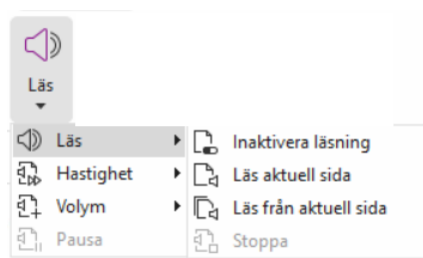 Läs
Läs
Hastighet
Volym
Pausa
Inaktivera läsning
Läs aktuell sida
Läs från aktuell sida
Stoppa